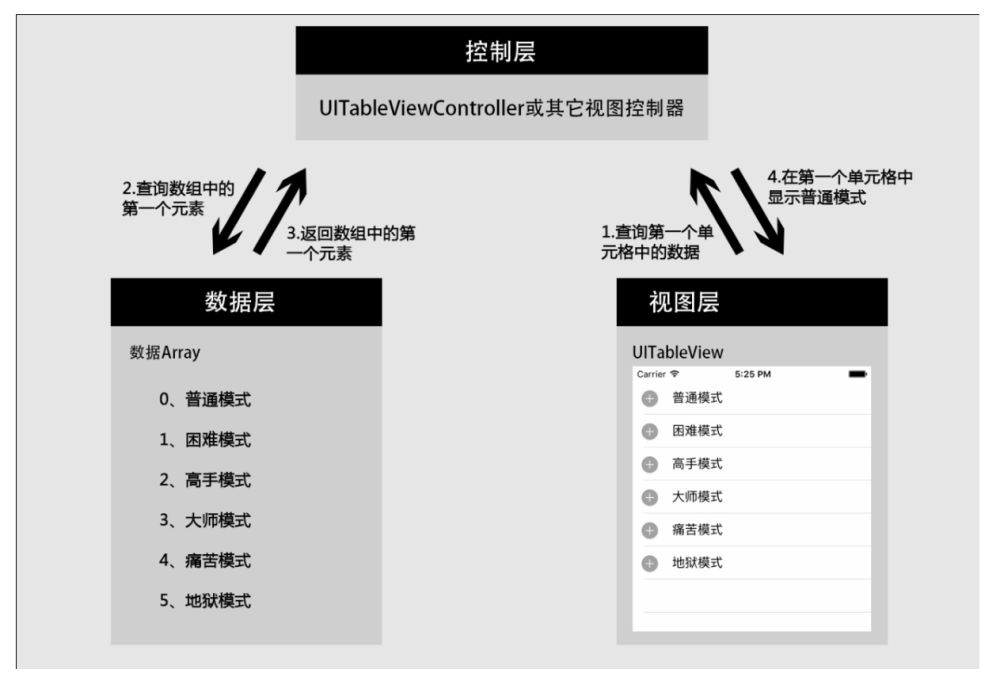 控制层
UITableViewController或其它视图控制器
2.查询数组中的
第一个元素
3.返回数组中的第
一个元素
1.查询第一个单
元格中的数据
4.在第一个单元格中
显示普通模式
数据层
数据Array
0、普通模式
1、困难模式
2、高手模式
3、大师模式
4、痛苦模式
5、地狱模式
视图层
UITableView
Carrier 5:25 PM
普通模式
困难模式
高手模式
大师模式
痛苦模式
地狱模式